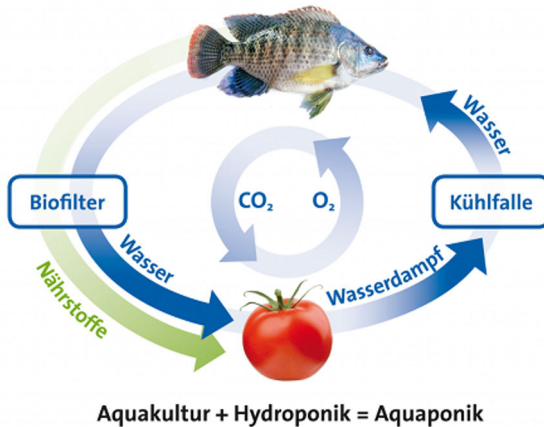 Wasser
Biofilter
CO₂
O₂
Kühlfalle
Wasser
Nährstoffe
Wasserdampf
Aquakultur + Hydroponik = Aquaponik